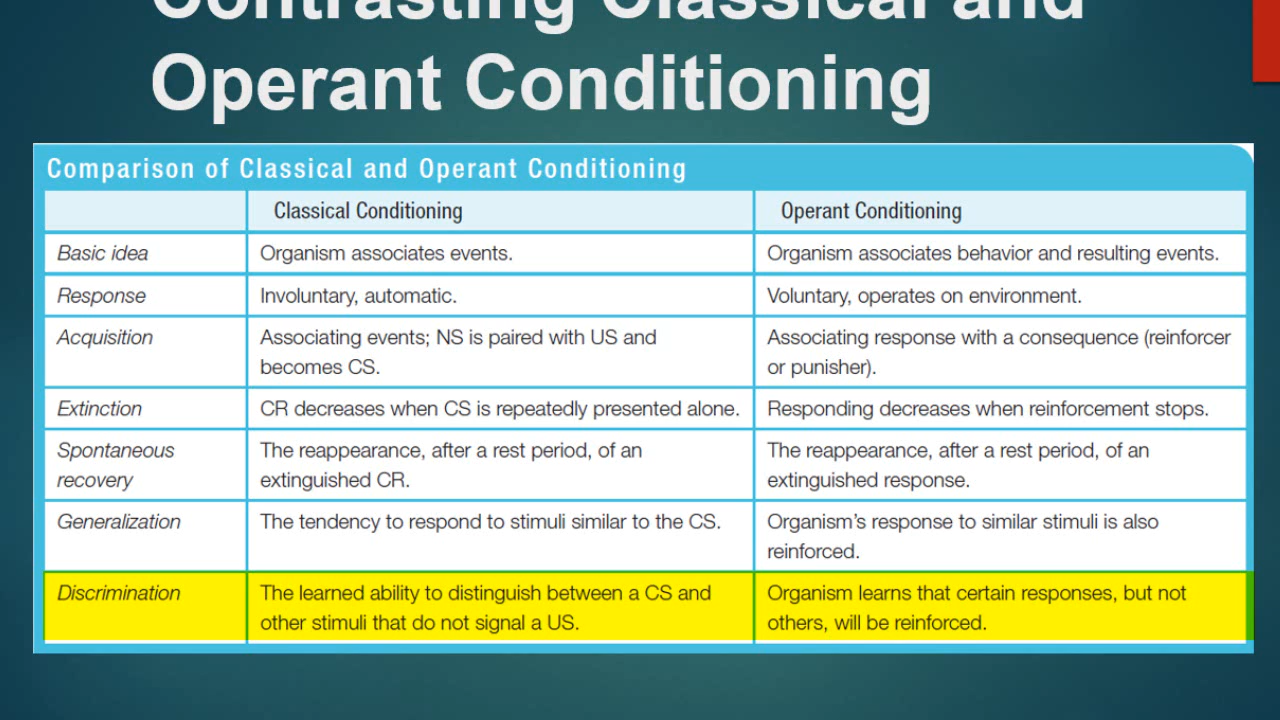 Contrasting Classical and
Operant Conditioning
Comparison of Classical and Operant Conditioning
Classical Conditioning
Operant Conditioning
Basic idea
Organism associates events.
Organism associates behavior and resulting events.
Response
Involuntary, automatic.
Voluntary, operates on environment.
Acquisition
Associating events; NS is paired with US and
becomes CS.
Associating response with a consequence (reinforcer
or punisher).
Extinction
CR decreases when CS is repeatedly presented alone.
Responding decreases when reinforcement stops.
Spontaneous
recovery
The reappearance, after a rest period, of an
extinguished CR.
The reappearance, after a rest period, of an
extinguished response.
Generalization
The tendency to respond to stimuli similar to the CS.
Organism's response to similar stimuli is also
reinforced.
Discrimination
The learned ability to distinguish between a CS and
other stimuli that do not signal a US.
Organism learns that certain responses, but not
others, will be reinforced.